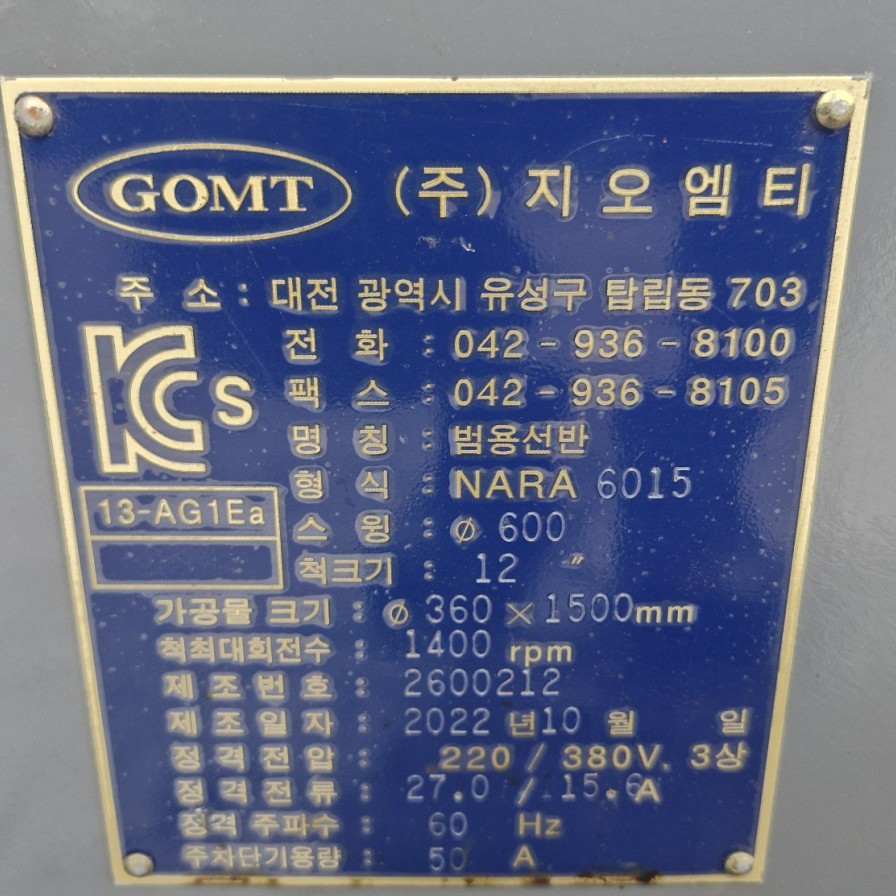 GOMT (주) 지오엠티
주 소 : 대전 광역시 유성구 탑립동 703
전 화 : 042 - 936 - 8100
팩 스 : 042 - 936 - 8105
명 칭 : 범용선반
형 식 : NARA 6015
스 윙 : ø 600
척크기 : 12 "
가공물 크기 : ø 360 × 1500mm
척최대회전수 : 1400 rpm
제 조 번 호 : 2600212
제 조 일 자 : 2022 년 10 월 일
정 격 전 압 : 220 / 380V, 3상
정 격 전 류 : 27.0 / 15.6A
정격 주파수 : 60 Hz
주차단기용량 : 50 A
KCs
13-AG1Ea